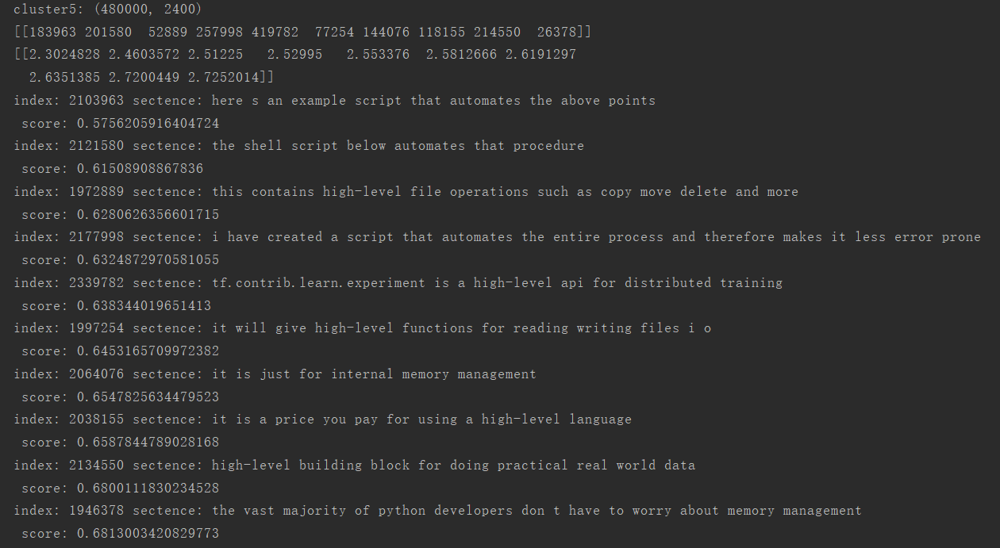 cluster5: (480000, 2400)
[[183963 201580  52889 257998 419782  77254 144076 118155 214550  26378]]
[[2.3024828 2.4603572 2.51225   2.52995   2.553376  2.5812666 2.6191297
  2.6351385 2.7200449 2.7252014]]
index: 2103963 sectence: here s an example script that automates the above points
 score: 0.5756205916404724
index: 2121580 sectence: the shell script below automates that procedure
 score: 0.61508908867836
index: 1972889 sectence: this contains high-level file operations such as copy move delete and more
 score: 0.6280626356601715
index: 2177998 sectence: i have created a script that automates the entire process and therefore makes it less error prone
 score: 0.6324872970581055
index: 2339782 sectence: tf.contrib.learn.experiment is a high-level api for distributed training
 score: 0.638344019651413
index: 1997254 sectence: it will give high-level functions for reading writing files i o
 score: 0.6453165709972382
index: 2064076 sectence: it is just for internal memory management
 score: 0.6547825634479523
index: 2038155 sectence: it is a price you pay for using a high-level language
 score: 0.6587844789028168
index: 2134550 sectence: high-level building block for doing practical real world data
 score: 0.6800111830234528
index: 1946378 sectence: the vast majority of python developers don t have to worry about memory management
 score: 0.6813003420829773